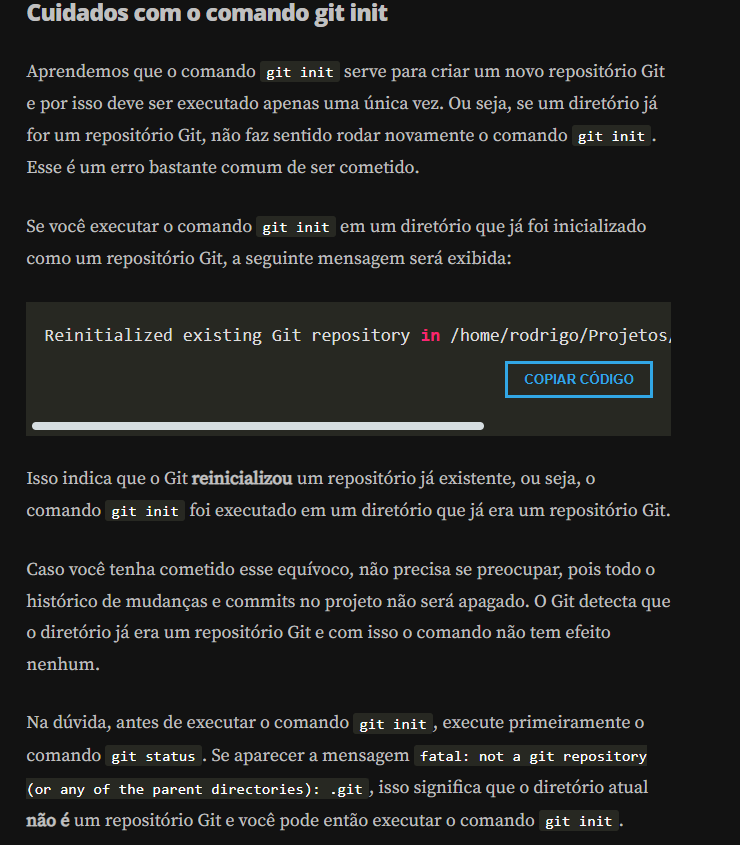 Cuidados com o comando git init
Aprendemos que o comando git init serve para criar um novo repositório Git
e por isso deve ser executado apenas uma única vez. Ou seja, se um diretório já
for um repositório Git, não faz sentido rodar novamente o comando git init.
Esse é um erro bastante comum de ser cometido.
Se você executar o comando git init em um diretório que já foi inicializado
como um repositório Git, a seguinte mensagem será exibida:
Reinitialized existing Git repository in /home/rodrigo/Projetos/
COPIAR CÓDIGO
Isso indica que o Git reinicializou um repositório já existente, ou seja, o
comando git init foi executado em um diretório que já era um repositório Git.
Caso você tenha cometido esse equívoco, não precisa se preocupar, pois todo o
histórico de mudanças e commits no projeto não será apagado. O Git detecta que
o diretório já era um repositório Git e com isso o comando não tem efeito
nenhum.
Na dúvida, antes de executar o comando git init, execute primeiramente o
comando git status. Se aparecer a mensagem fatal: not a git repository
(or any of the parent directories): .git, isso significa que o diretório atual
não é um repositório Git e você pode então executar o comando git init.